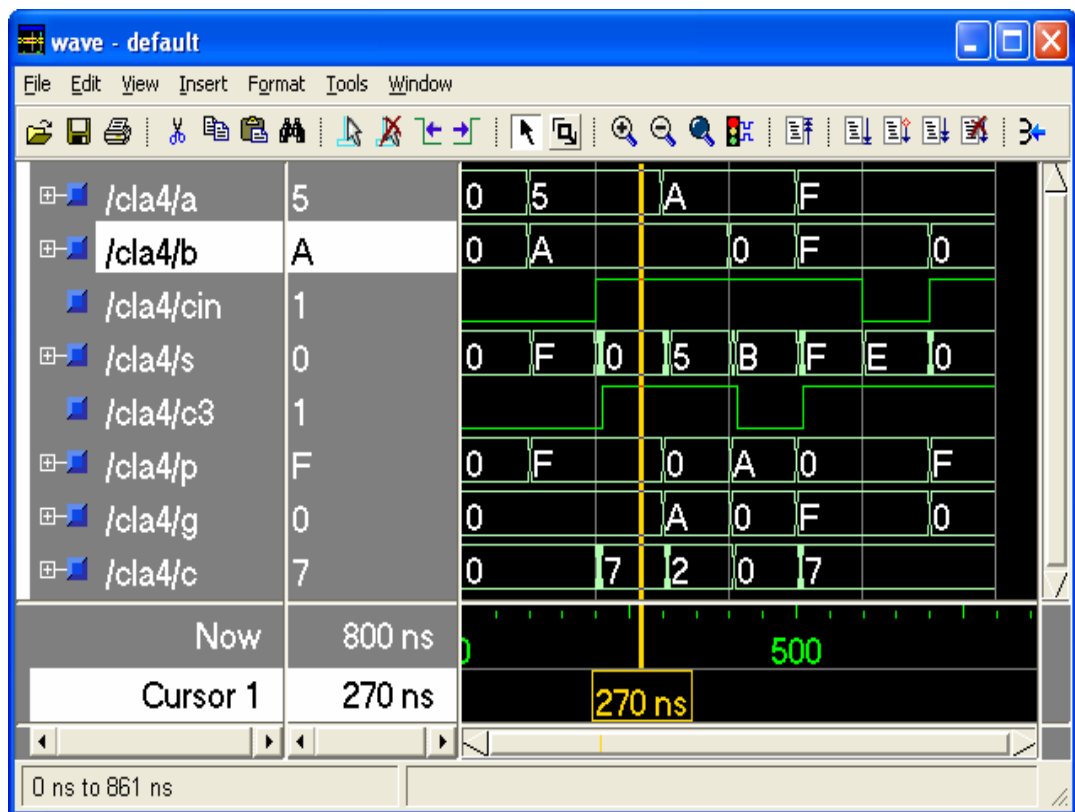 wave - default
File Edit View Insert Format Tools Window
/cla4/a 5 0 5 A F
/cla4/b A 0 A 0 F 0
/cla4/cin 1
/cla4/s 0 0 F 0 5 B F E 0
/cla4/c3 1
/cla4/p F 0 F 0 A 0 F
/cla4/g 0 0 A 0 F 0
/cla4/c 7 0 7 2 0 7
Now 800 ns 0 500
Cursor 1 270 ns 270 ns
0 ns to 861 ns